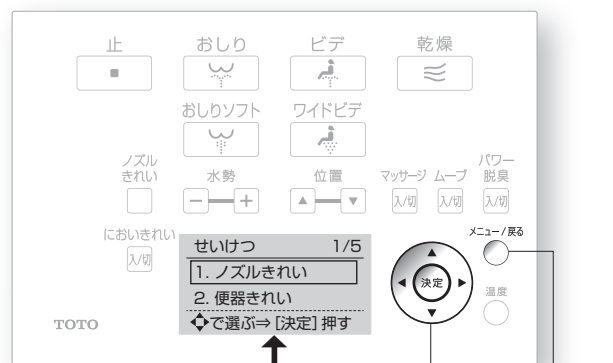 止
おしり
ビデ
乾燥
おしりソフト
ワイドビデ
ノズル
きれい
水勢
位置
マッサージ
ムーブ
パワー
脱臭
入/切
入/切
入/切
においきれい
入/切
メニュー/戻る
せいけつ 1/5
1. ノズルきれい
2. 便器きれい
で選ぶ⇒[決定]押す
決定
温度
TOTO